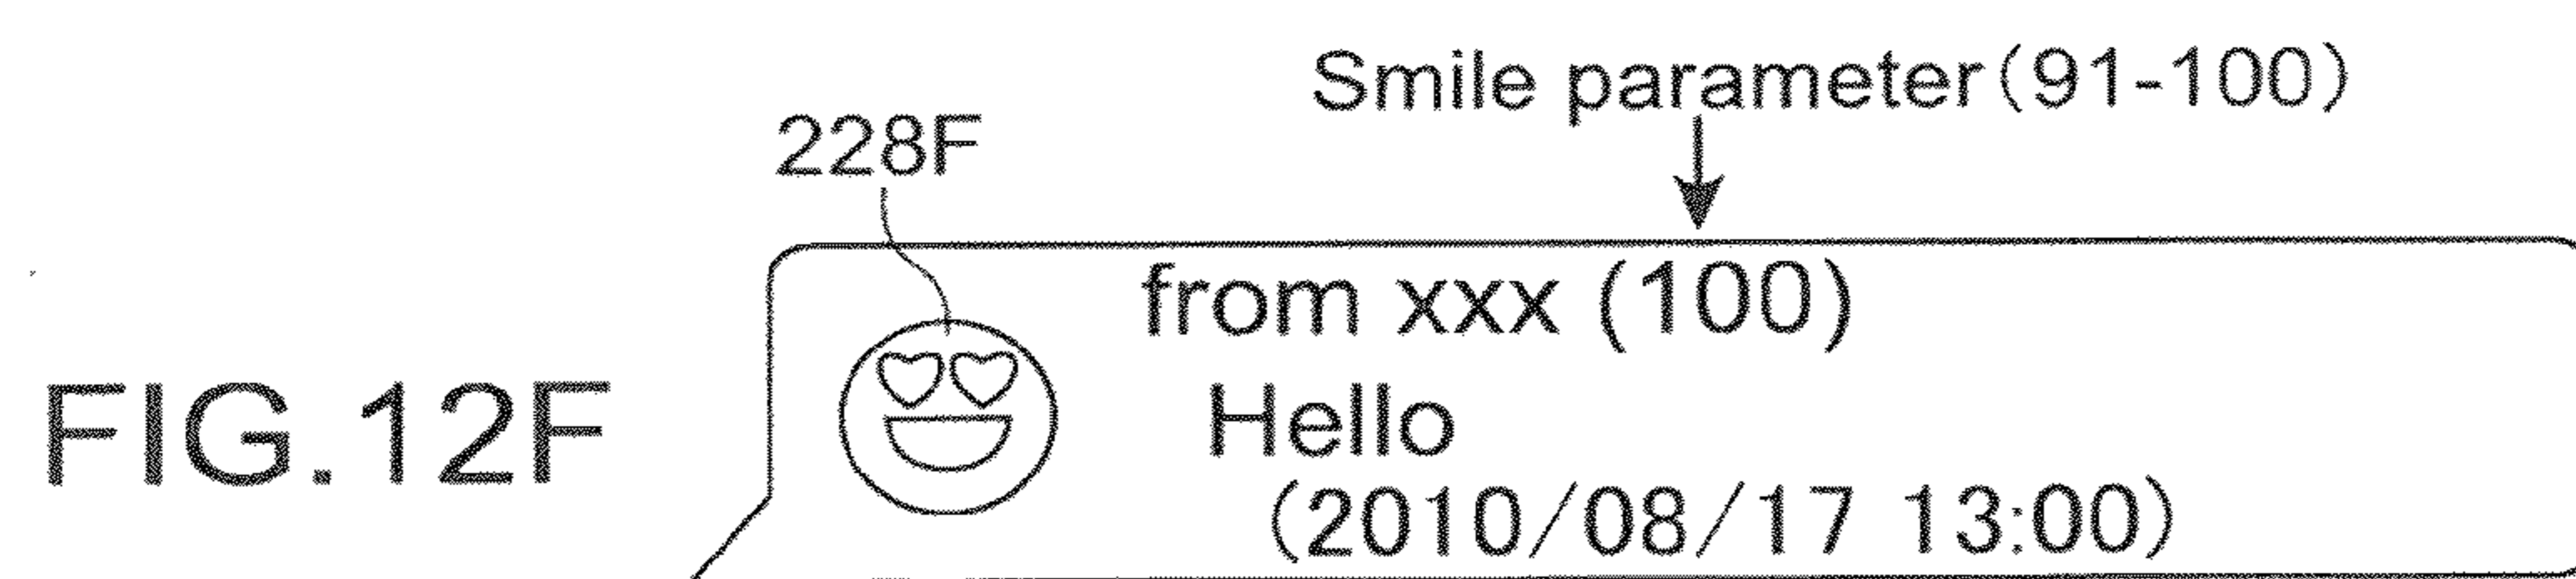 Smile parameter(91-100)
228F
from xxx (100)
FIG.12F
Hello
(2010/08/17 13:00)